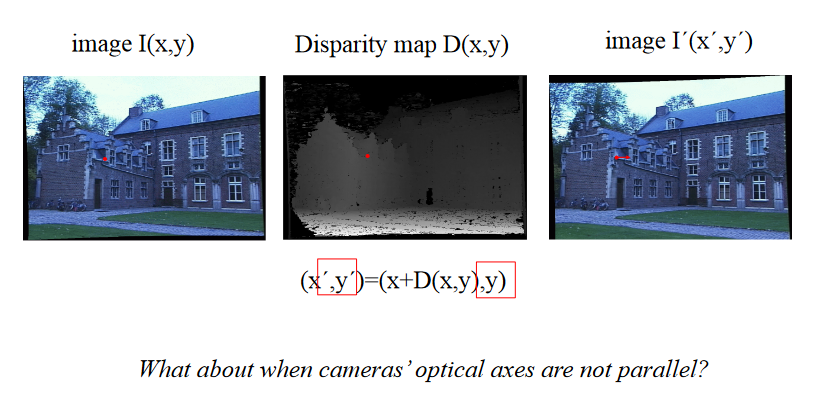 image I(x,y)
Disparity map D(x,y)
image I´(x´,y´)
(x´,y´)=(x+D(x,y),y)
What about when cameras’ optical axes are not parallel?